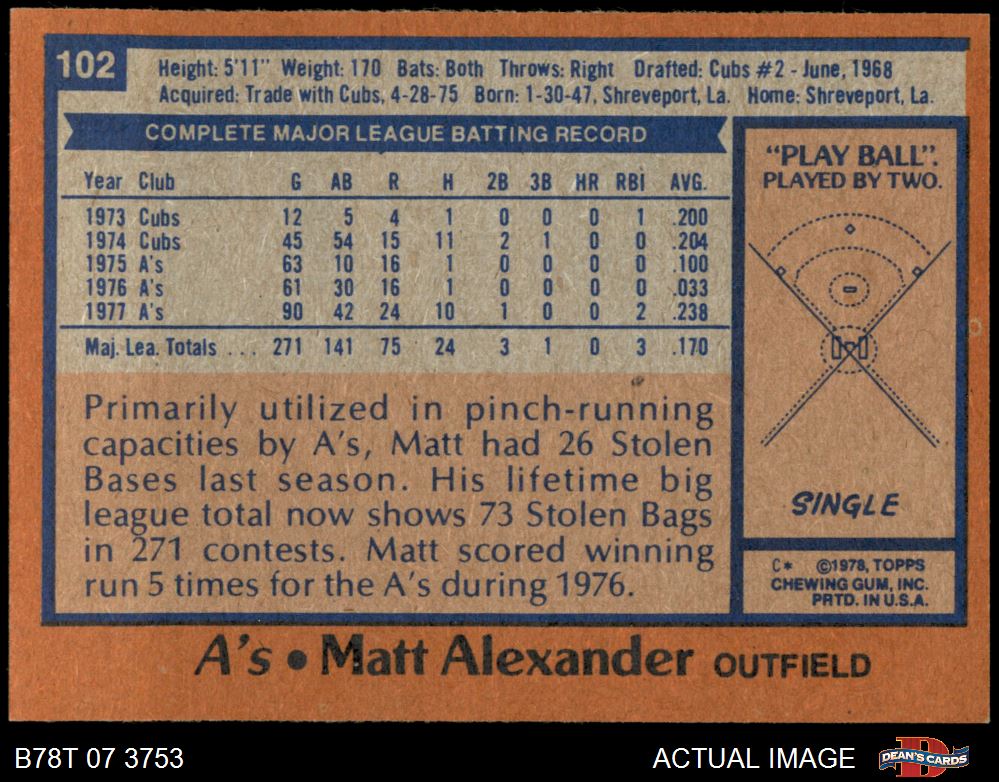 102
Height: 5'11" Weight: 170 Bats: Both Throws: Right Drafted: Cubs #2 - June, 1968
Acquired: Trade with Cubs, 4-28-75 Born: 1-30-47, Shreveport, La. Home: Shreveport, La.
COMPLETE MAJOR LEAGUE BATTING RECORD
Year Club G AB R H 2B 3B HR RBI AVG.
1973 Cubs 12 5 4 1 0 0 0 1 .200
1974 Cubs 45 54 15 11 2 1 0 0 .204
1975 A's 63 10 16 1 0 0 0 0 .100
1976 A's 61 30 16 1 0 0 0 0 .033
1977 A's 90 42 24 10 1 0 0 2 .238
Maj. Lea. Totals ... 271 141 75 24 3 1 0 3 .170
Primarily utilized in pinch-running
capacities by A's, Matt had 26 Stolen
Bases last season. His lifetime big
league total now shows 73 Stolen Bags
in 271 contests. Matt scored winning
run 5 times for the A's during 1976.
"PLAY BALL".
PLAYED BY TWO.
SINGLE
C* ©1978, TOPPS
CHEWING GUM, INC.
PRTD. IN U.S.A.
A's • Matt Alexander OUTFIELD
B78T 07 3753
ACTUAL IMAGE
DEAN'S CARDS